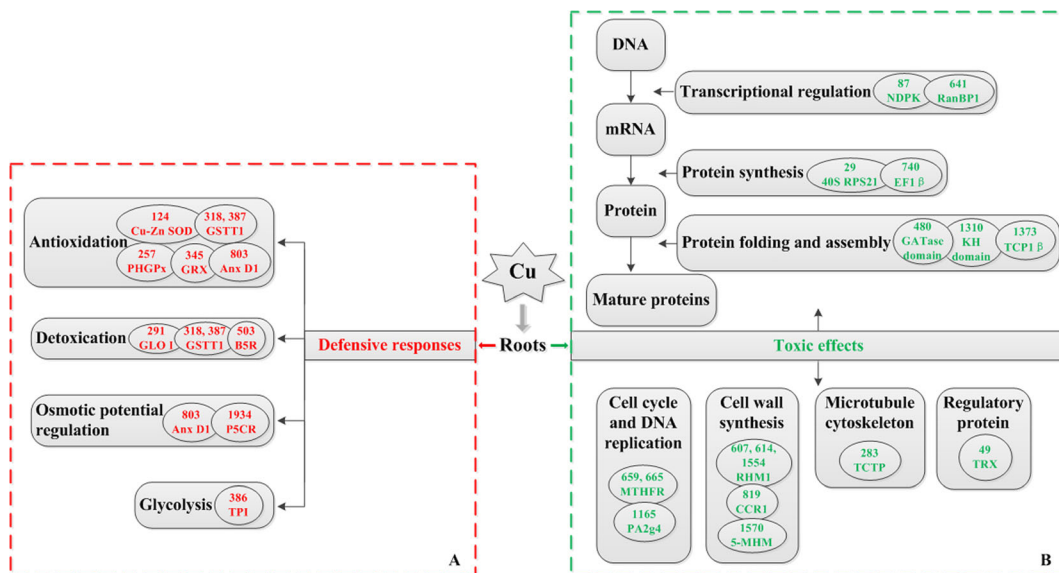 Antioxidation
124
Cu-Zn SOD
318, 387
GSTT1
257
PHGPx
345
GRX
803
Anx D1
Detoxication
291
GLO I
318, 387
GSTT1
503
B5R
Osmotic potential
regulation
803
Anx D1
1934
P5CR
Glycolysis
386
TPI
Defensive responses
A
Cu
Roots
DNA
mRNA
Protein
Mature proteins
Transcriptional regulation
87
NDPK
641
RanBP1
Protein synthesis
29
40S RPS21
740
EF1 β
Protein folding and assembly
480
GATase
domain
1310
KH
domain
1373
TCP1 β
Toxic effects
Cell cycle
and DNA
replication
659, 665
MTHFR
1165
PA2g4
Cell wall
synthesis
607, 614,
1554
RHM1
819
CCR1
1570
5-MHM
Microtubule
cytoskeleton
283
TCTP
Regulatory
protein
49
TRX
B